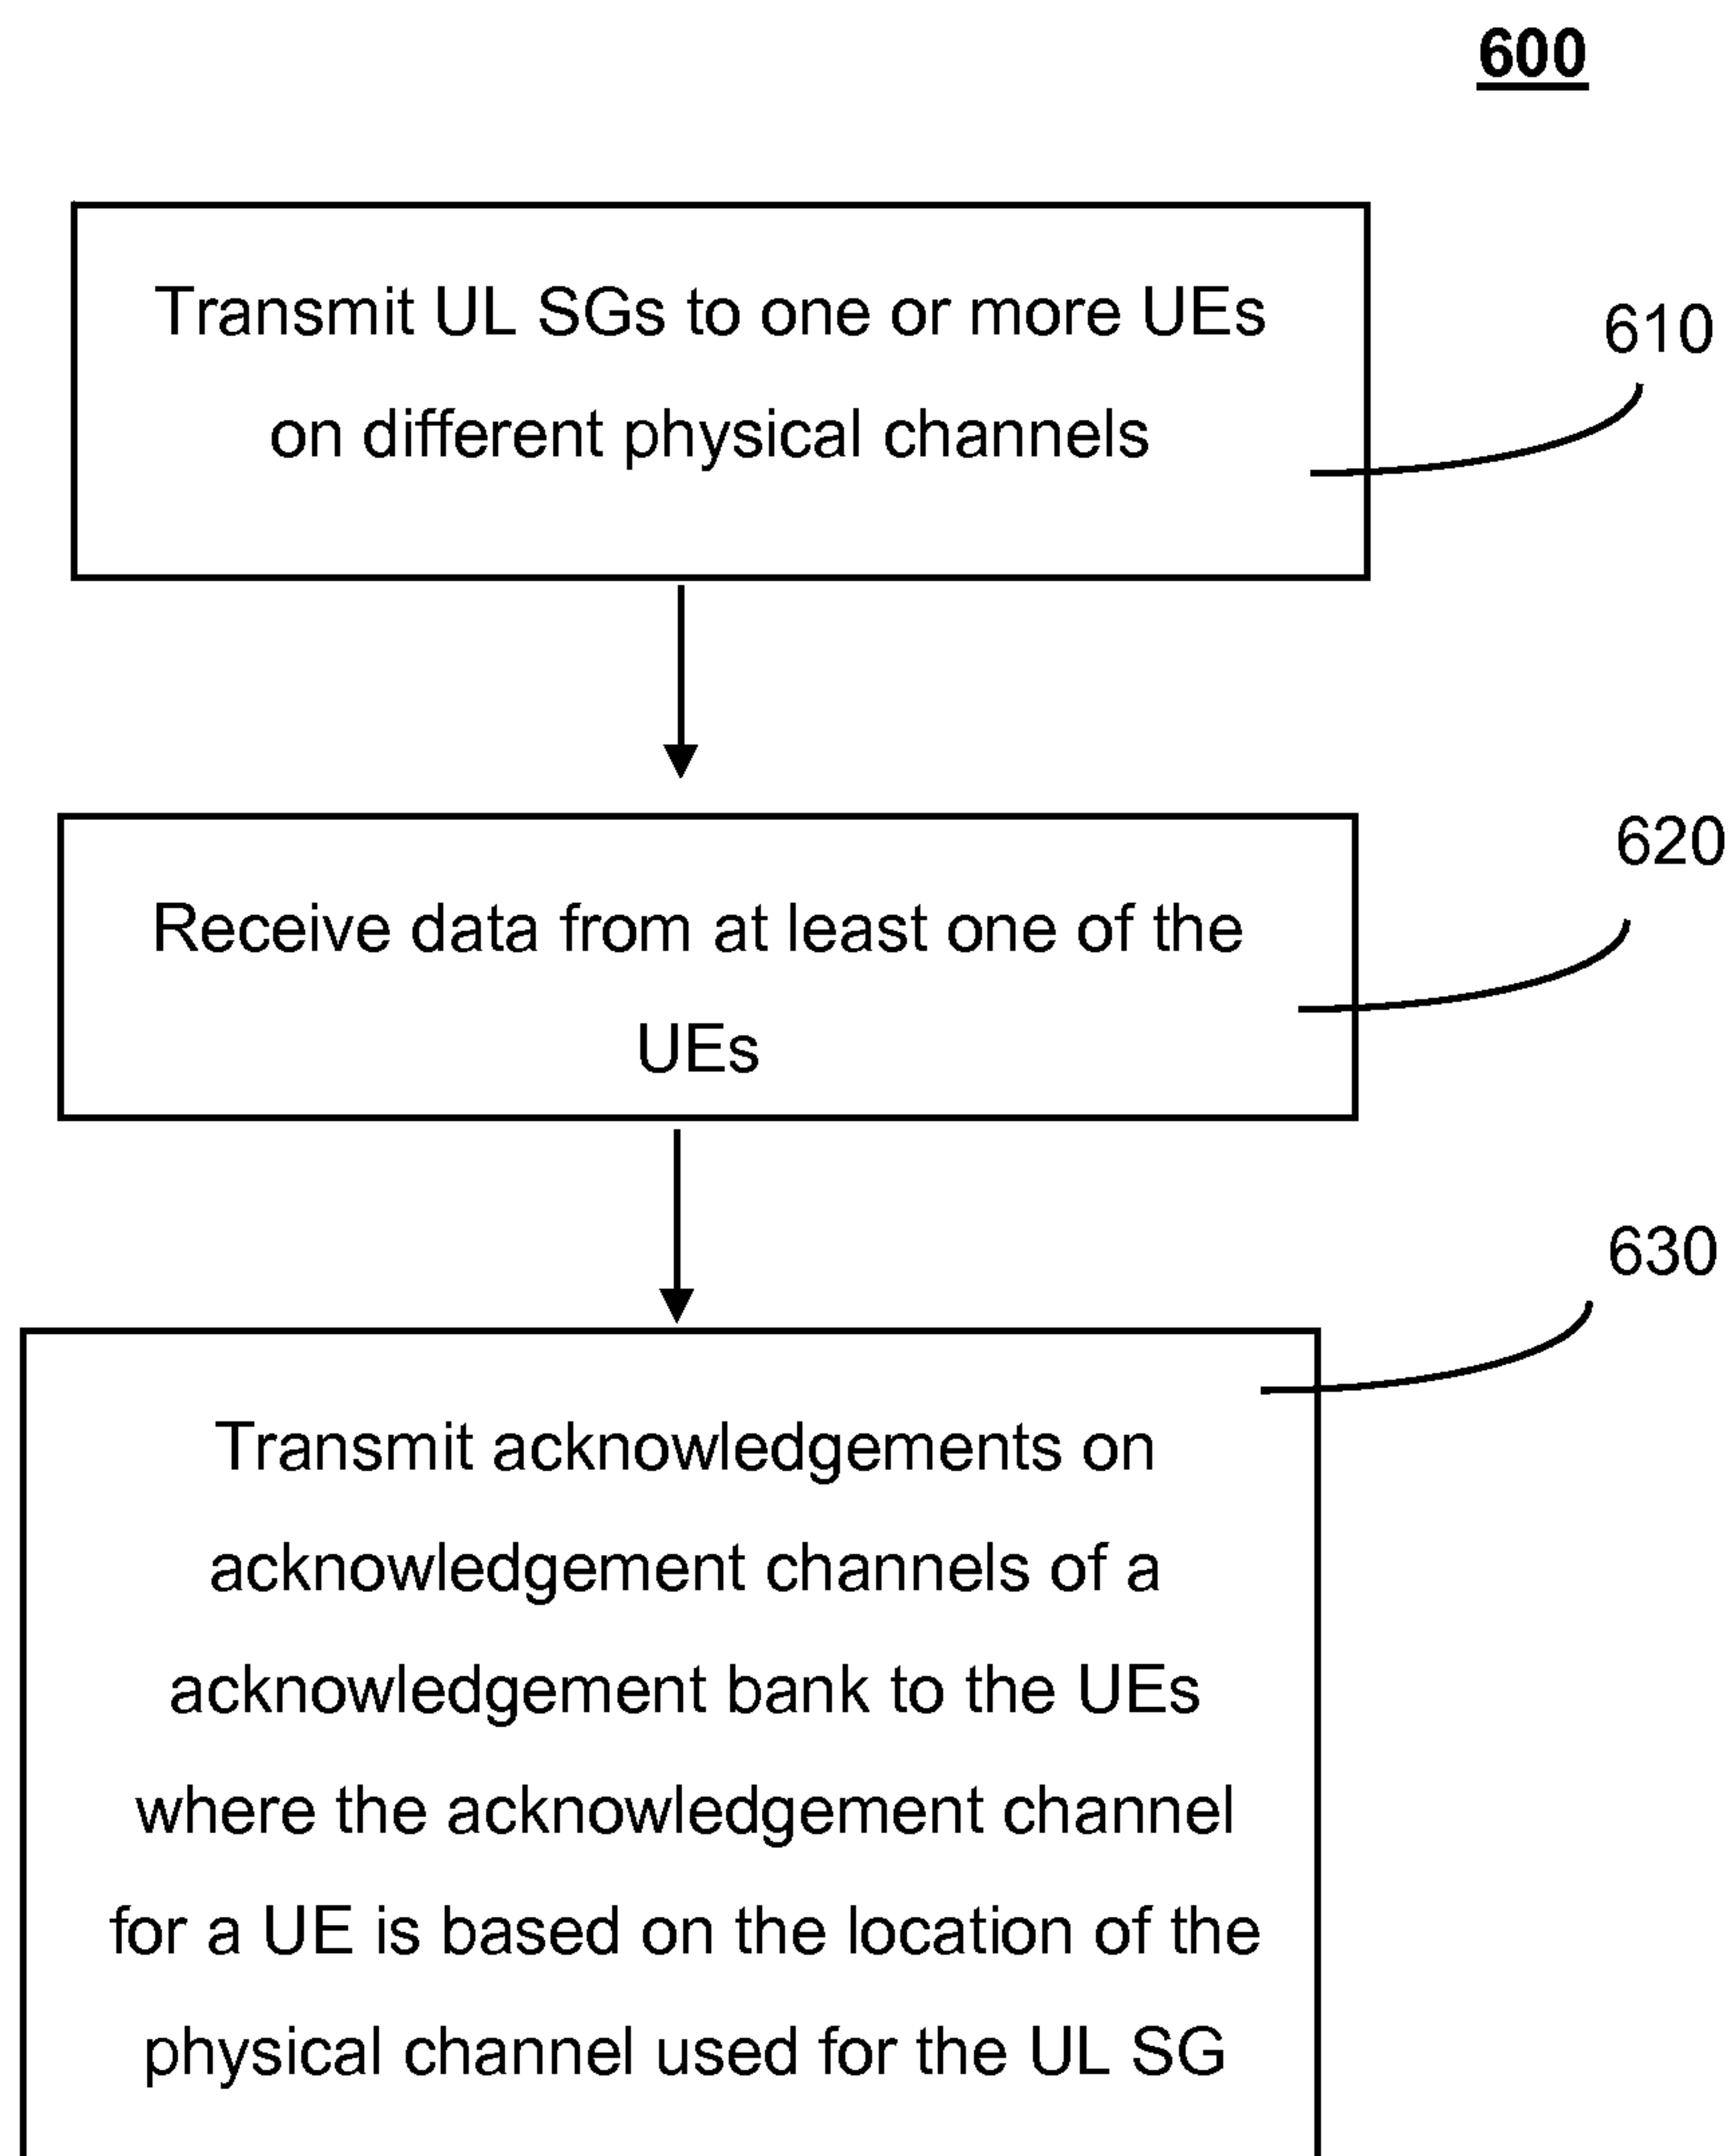 600
Transmit UL SGs to one or more UEs
on different physical channels
610
Receive data from at least one of the
UEs
620
630
Transmit acknowledgements on
acknowledgement channels of a
acknowledgement bank to the UEs
where the acknowledgement channel
for a UE is based on the location of the
physical channel used for the UL SG